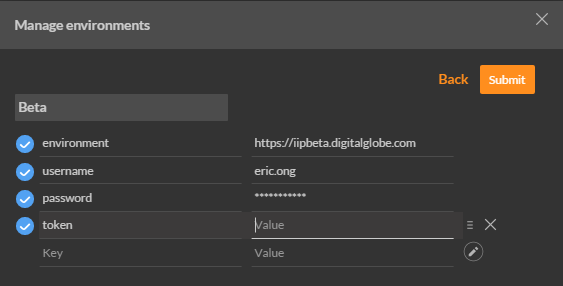 Manage environments
Back Submit
Beta
environment https://iipbeta.digitalglobe.com
username eric.ong
password ***********
token Value
Key Value